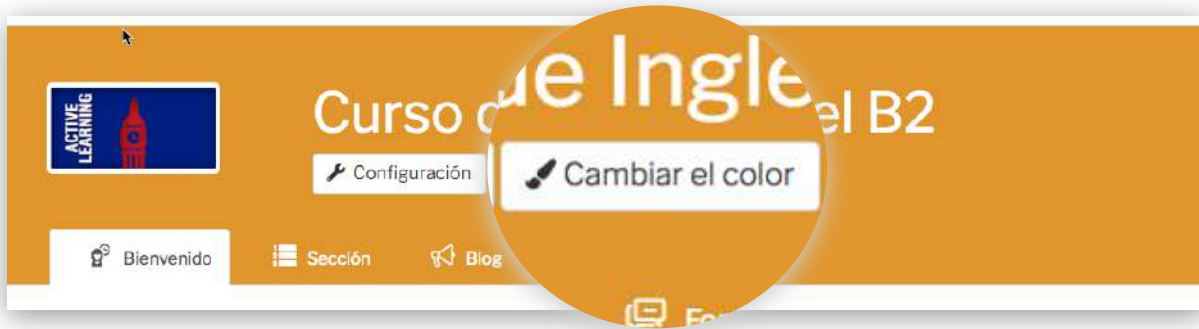 ACTIVE
LEARNING
Curso de Ingle el B2
Configuración
Cambiar el color
Bienvenido
Sección
Blog